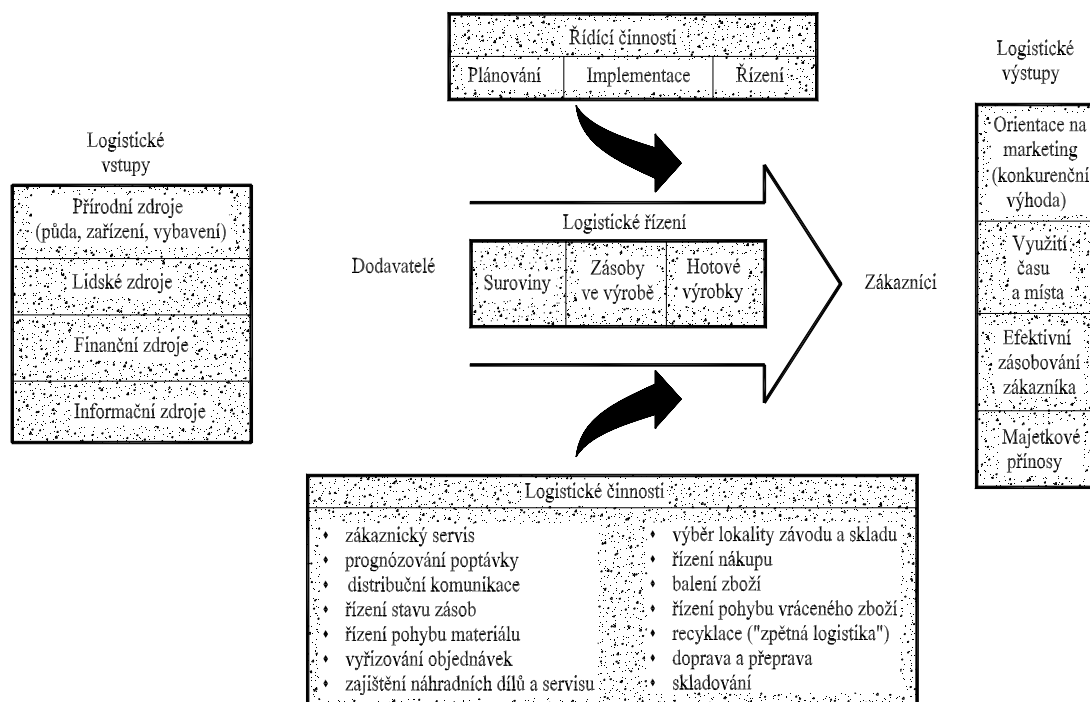 Řídící činnosti
Plánování
Implementace
Řízení
Logistické
výstupy
Orientace na
marketing
(konkurenční
výhoda)
Využití
času
a místa
Efektivní
zásobování
zákazníka
Majetkové
přínosy
Logistické
vstupy
Přírodní zdroje
(půda, zařízení, vybavení)
Lidské zdroje
Finanční zdroje
Informační zdroje
Dodavatelé
Logistické řízení
Suroviny
Zásoby
ve výrobě
Hotové
výrobky
Zákazníci
Logistické činnosti
zákaznický servis
prognózování poptávky
distribuční komunikace
řízení stavu zásob
řízení pohybu materiálu
vyřizování objednávek
zajištění náhradních dílů a servisu
výběr lokality závodu a skladu
řízení nákupu
balení zboží
řízení pohybu vráceného zboží
recyklace ("zpětná logistika")
doprava a přeprava
skladování